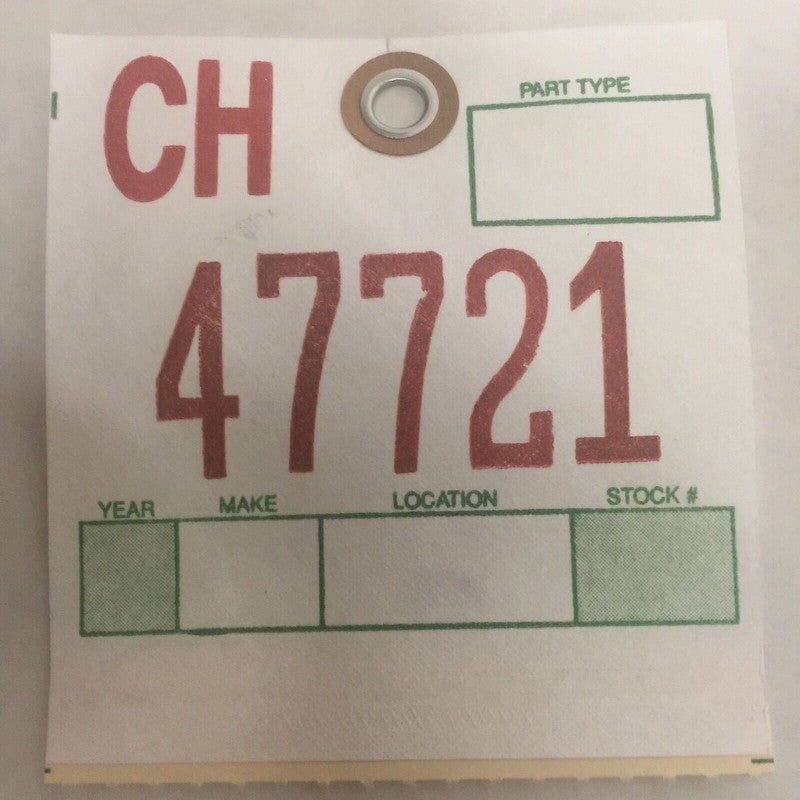 CH
PART TYPE
47721
YEAR MAKE LOCATION STOCK #